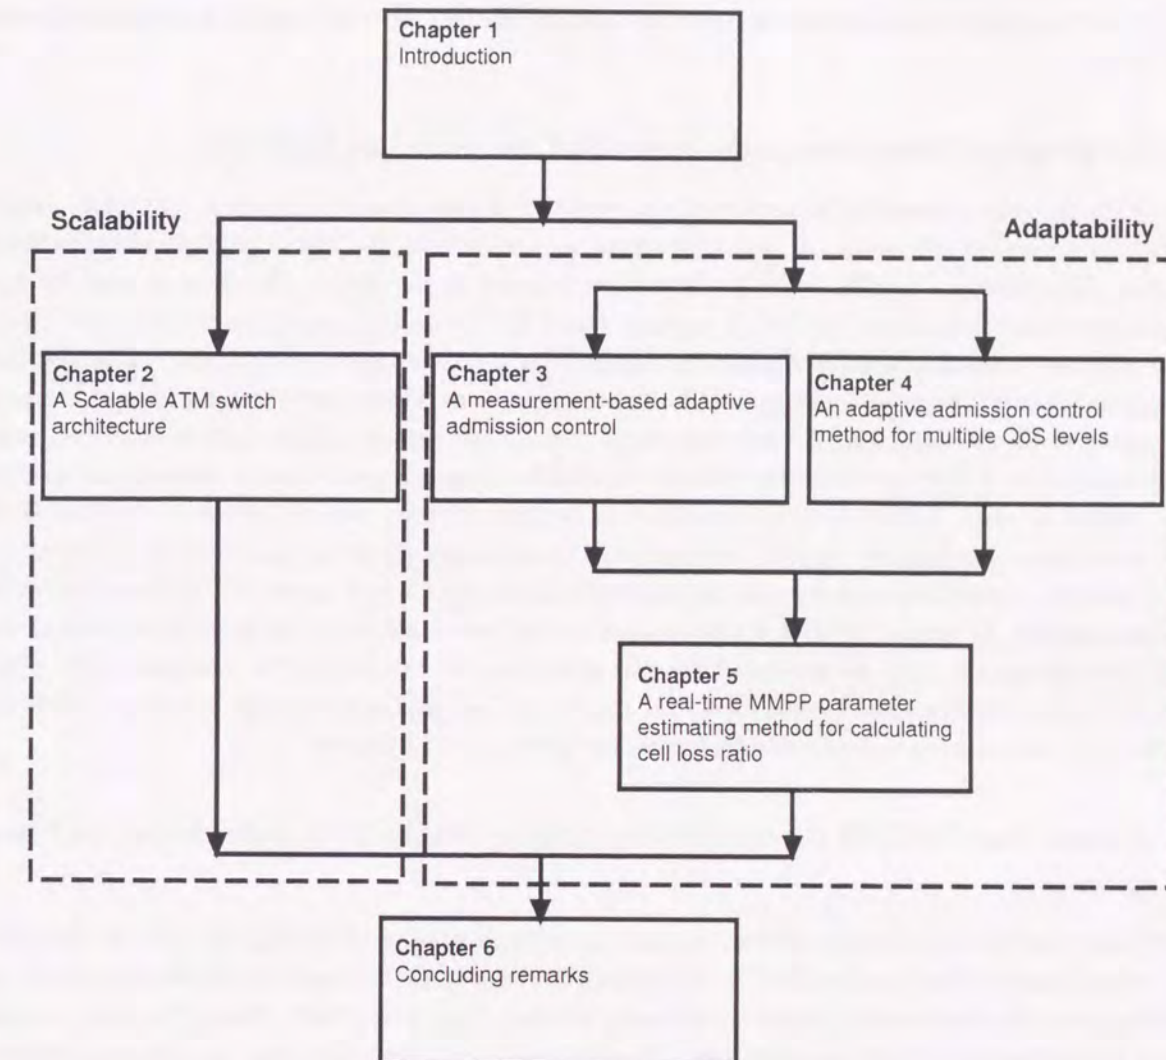 Chapter 1
Introduction
Scalability
Adaptability
Chapter 2
A Scalable ATM switch
architecture
Chapter 3
A measurement-based adaptive
admission control
Chapter 4
An adaptive admission control
method for multiple QoS levels
Chapter 5
A real-time MMPP parameter
estimating method for calculating
cell loss ratio
Chapter 6
Concluding remarks